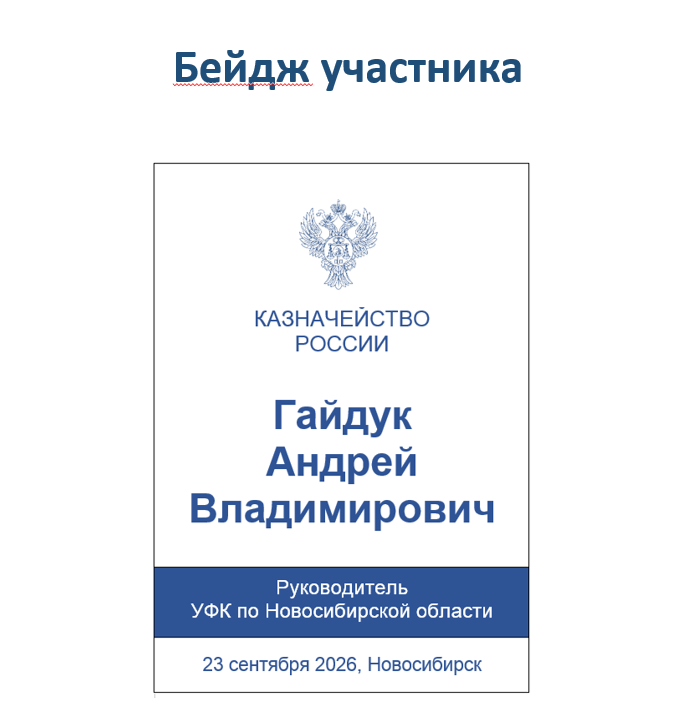 Бейдж участника
КАЗНАЧЕЙСТВО
РОССИИ
Гайдук
Андрей
Владимирович
Руководитель
УФК по Новосибирской области
23 сентября 2026, Новосибирск